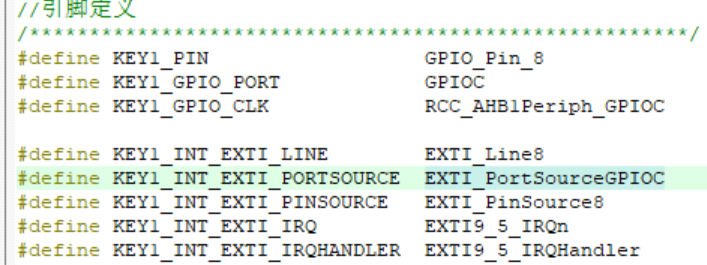 //引脚定义
/*******************************************************/
#define KEY1_PIN GPIO_Pin_8
#define KEY1_GPIO_PORT GPIOC
#define KEY1_GPIO_CLK RCC_AHB1Periph_GPIOC
#define KEY1_INT_EXTI_LINE EXTI_Line8
#define KEY1_INT_EXTI_PORTSOURCE EXTI_PortSourceGPIOC
#define KEY1_INT_EXTI_PINSOURCE EXTI_PinSource8
#define KEY1_INT_EXTI_IRQ EXTI9_5_IRQn
#define KEY1_INT_EXTI_IRQHANDLER EXTI9_5_IRQHandler